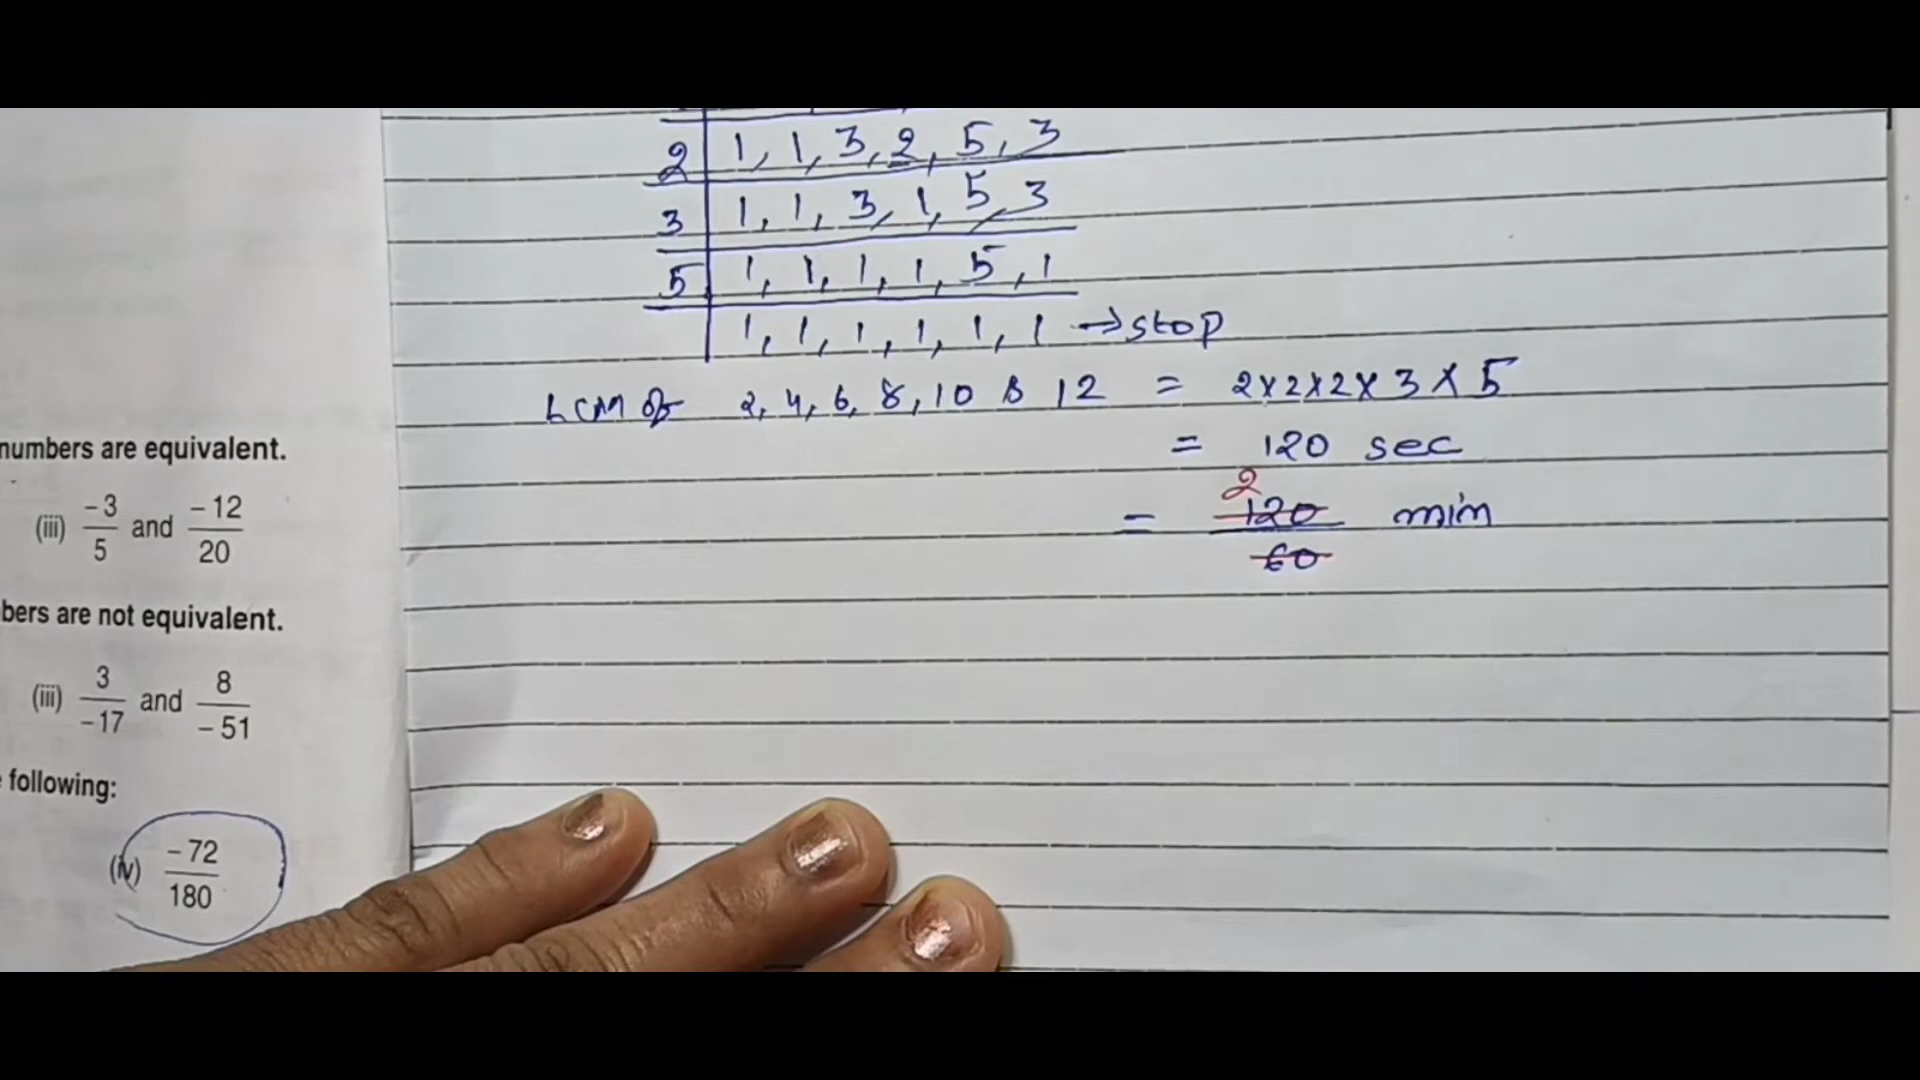 2 | 1, 1, 3, 2, 5, 3
3 | 1, 1, 3, 1, 5, 3
5 | 1, 1, 1, 1, 5, 1
1, 1, 1, 1, 1, 1 → stop
LCM of 2, 4, 6, 8, 10 & 12 = 2×2×2×3×5
= 120 sec
2
= 120/60 min
numbers are equivalent.
(iii) -3/5 and -12/20
bers are not equivalent.
(iii) 3/-17 and 8/-51
following:
(iv) -72/180